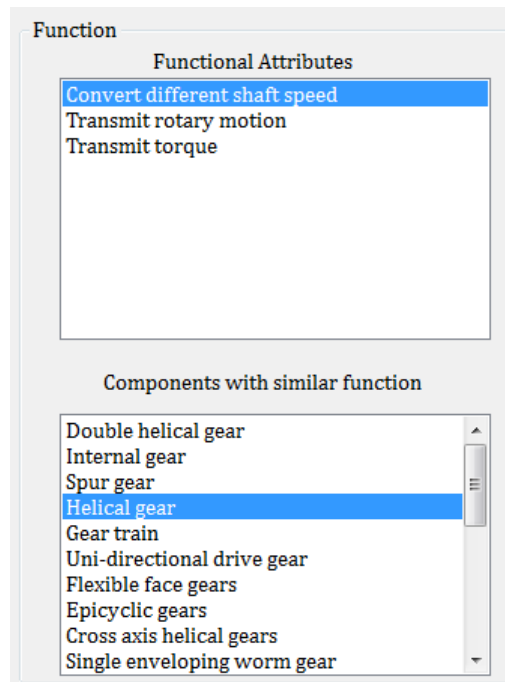 Function
Functional Attributes
Convert different shaft speed
Transmit rotary motion
Transmit torque
Components with similar function
Double helical gear
Internal gear
Spur gear
Helical gear
Gear train
Uni-directional drive gear
Flexible face gears
Epicyclic gears
Cross axis helical gears
Single enveloping worm gear